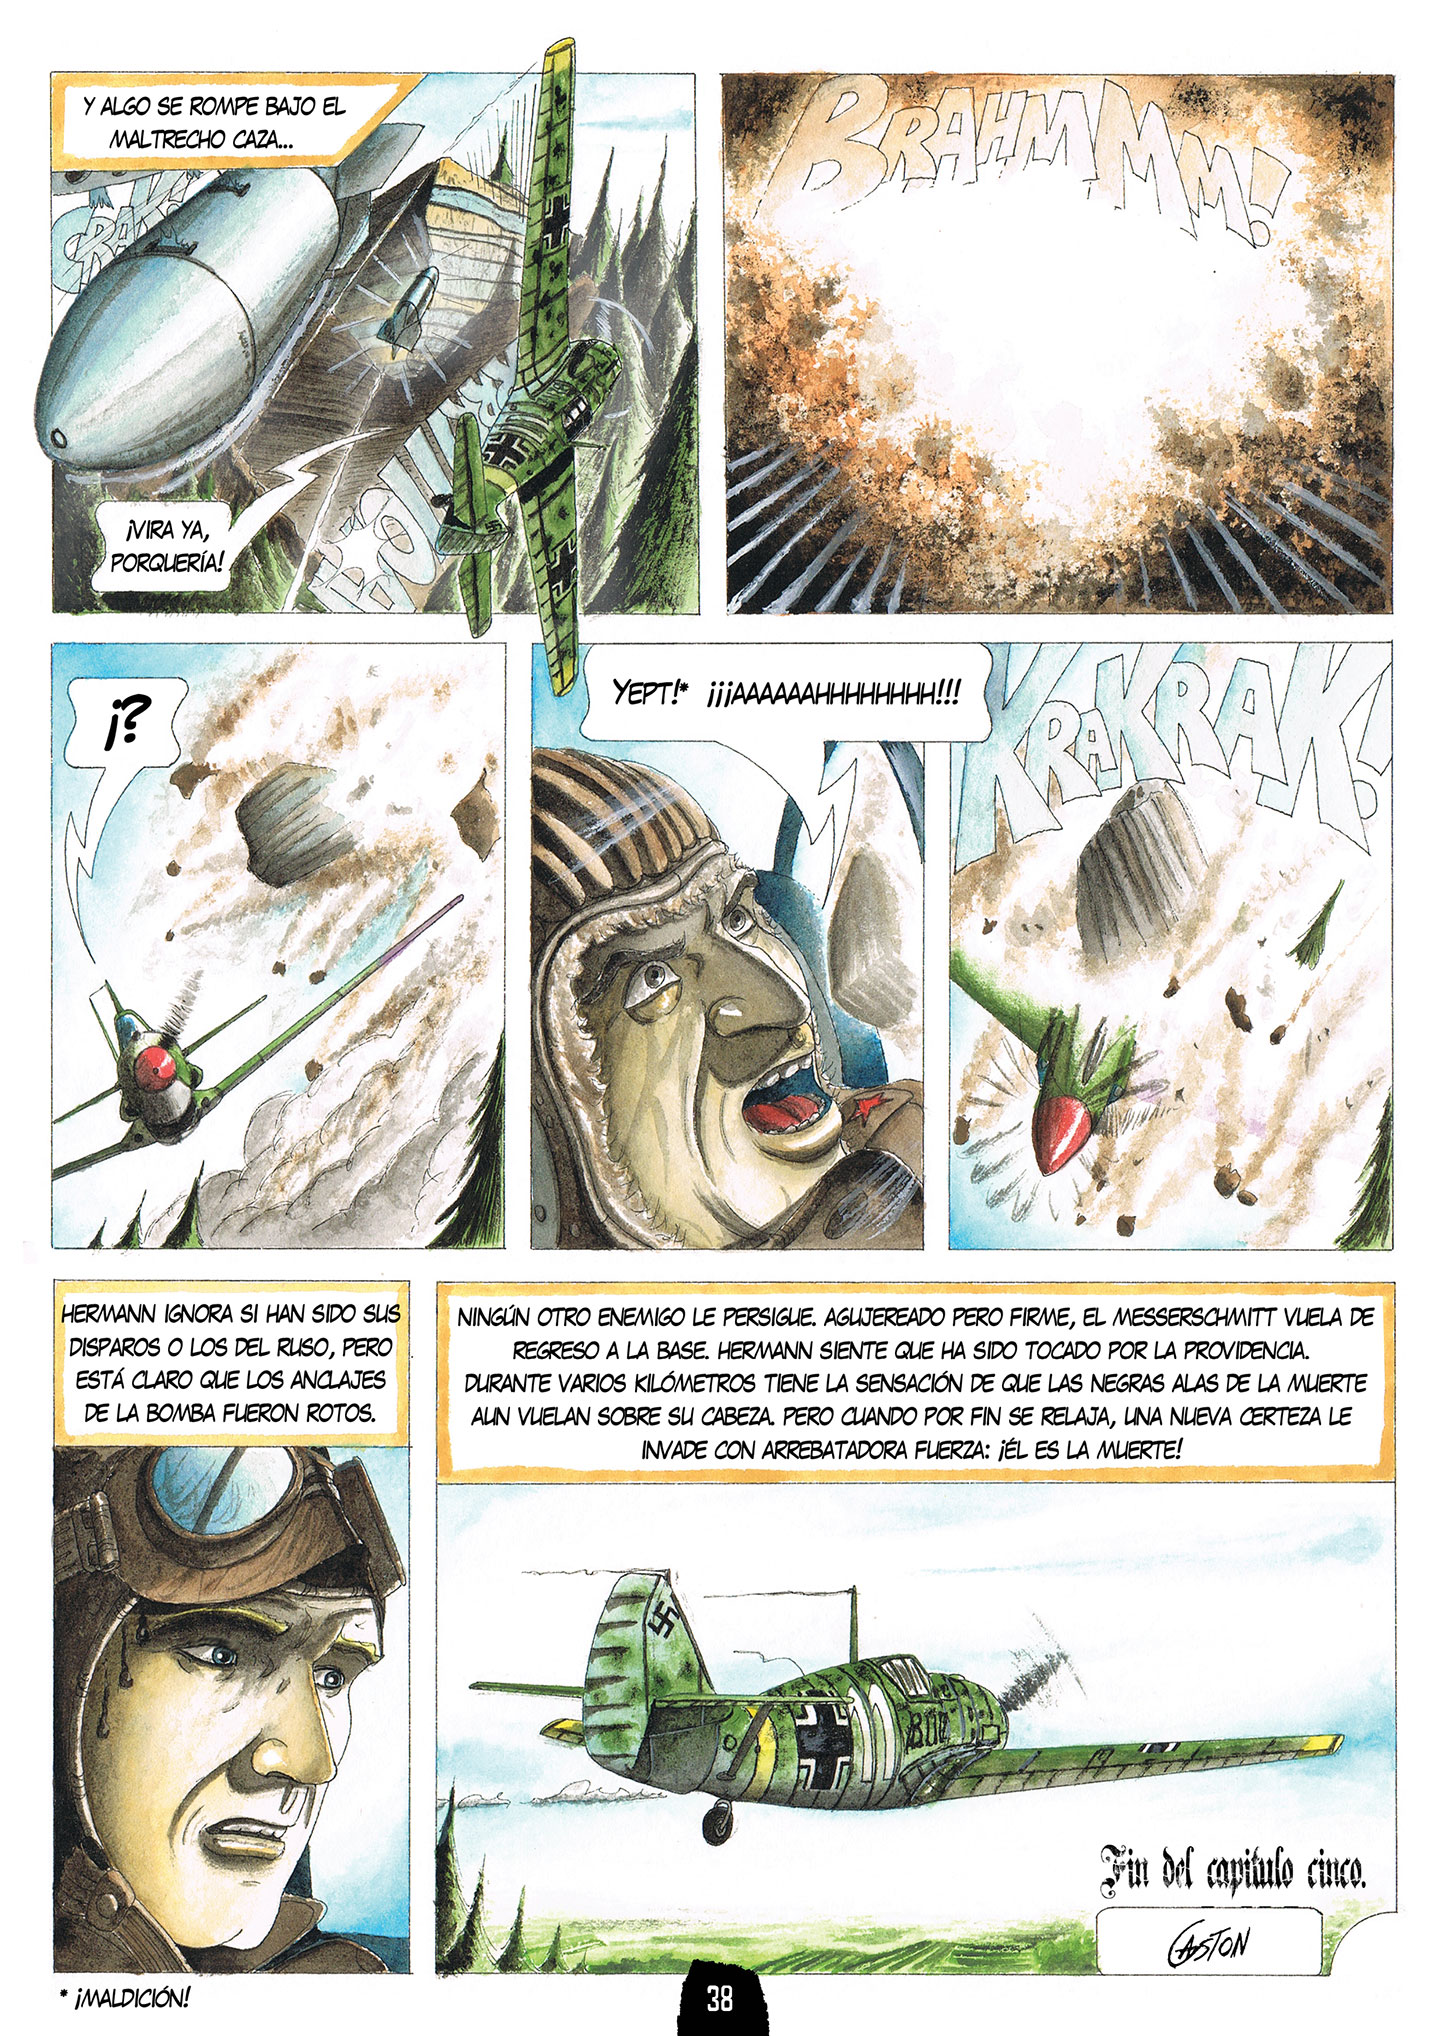 Y ALGO SE ROMPE BAJO EL
MALTRECHO CAZA...
CRAK
¡VIRA YA,
PORQUERÍA!
BRAHMMMM!
¡?
YEPT!* ¡¡¡AAAAAAHHHHHHHH!!!
KRAKRAK!
HERMANN IGNORA SI HAN SIDO SUS
DISPAROS O LOS DEL RUSO, PERO
ESTÁ CLARO QUE LOS ANCLAJES
DE LA BOMBA FUERON ROTOS.
NINGÚN OTRO ENEMIGO LE PERSIGUE. AGUJEREADO PERO FIRME, EL MESSERSCHMITT VUELA DE
REGRESO A LA BASE. HERMANN SIENTE QUE HA SIDO TOCADO POR LA PROVIDENCIA.
DURANTE VARIOS KILÓMETROS TIENE LA SENSACIÓN DE QUE LAS NEGRAS ALAS DE LA MUERTE
AUN VUELAN SOBRE SU CABEZA. PERO CUANDO POR FIN SE RELAJA, UNA NUEVA CERTEZA LE
INVADE CON ARREBATADORA FUERZA: ¡ÉL ES LA MUERTE!
Fin del capitulo cinco.
GASTON
* ¡MALDICIÓN!
38